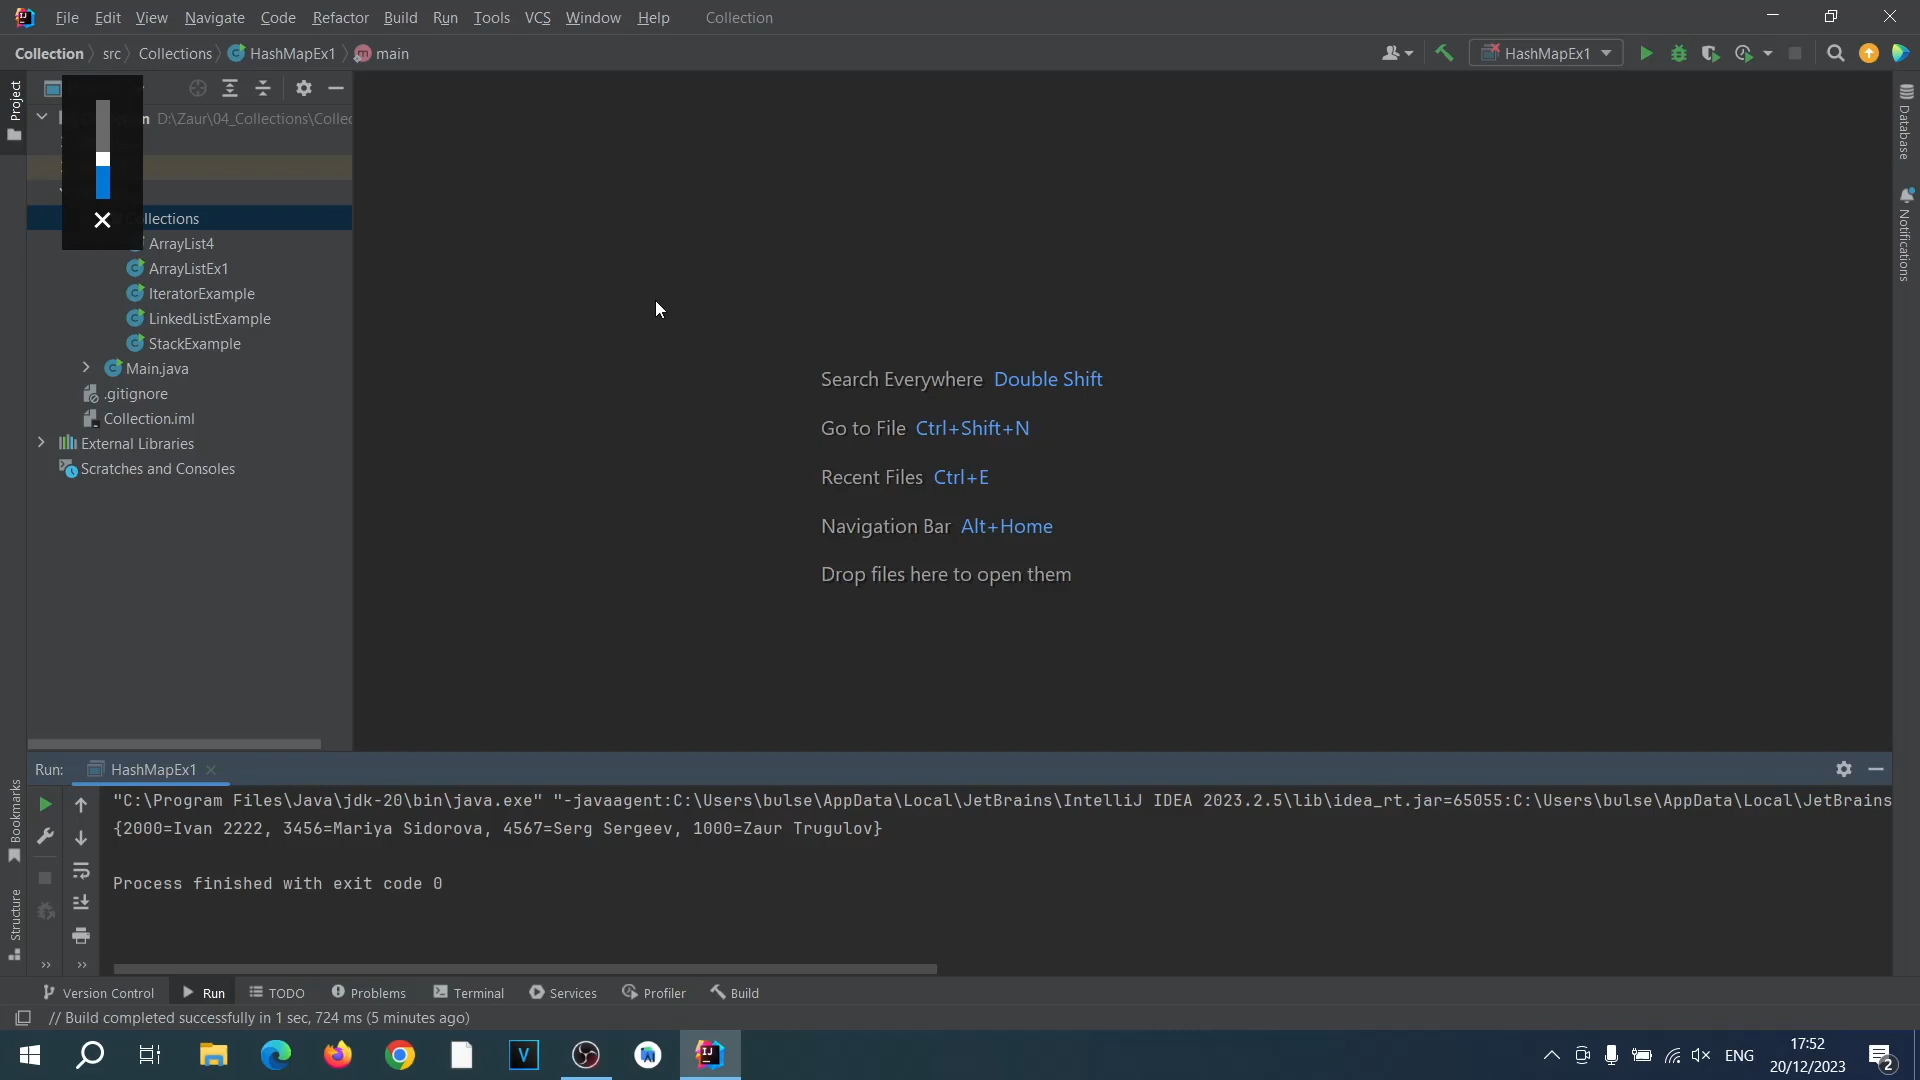 File Edit View Navigate Code Refactor Build Run Tools VCS Window Help Collection
Collection src Collections HashMapEx1 main
HashMapEx1
Project
D:\Zaur\04_Collections\Collec
ArrayList4
ArrayListEx1
IteratorExample
LinkedListExample
StackExample
Main.java
.gitignore
Collection.iml
External Libraries
Scratches and Consoles
Search Everywhere Double Shift
Go to File Ctrl+Shift+N
Recent Files Ctrl+E
Navigation Bar Alt+Home
Drop files here to open them
Database
Notifications
Run: HashMapEx1
"C:\Program Files\Java\jdk-20\bin\java.exe" "-javaagent:C:\Users\bulse\AppData\Local\JetBrains\IntelliJ IDEA 2023.2.5\lib\idea_rt.jar=65055:C:\Users\bulse\AppData\Local\JetBrains
{2000=Ivan 2222, 3456=Mariya Sidorova, 4567=Serg Sergeev, 1000=Zaur Trugulov}
Process finished with exit code 0
Bookmarks
Structure
Version Control Run TODO Problems Terminal Services Profiler Build
// Build completed successfully in 1 sec, 724 ms (5 minutes ago)
ENG
17:52
20/12/2023
2